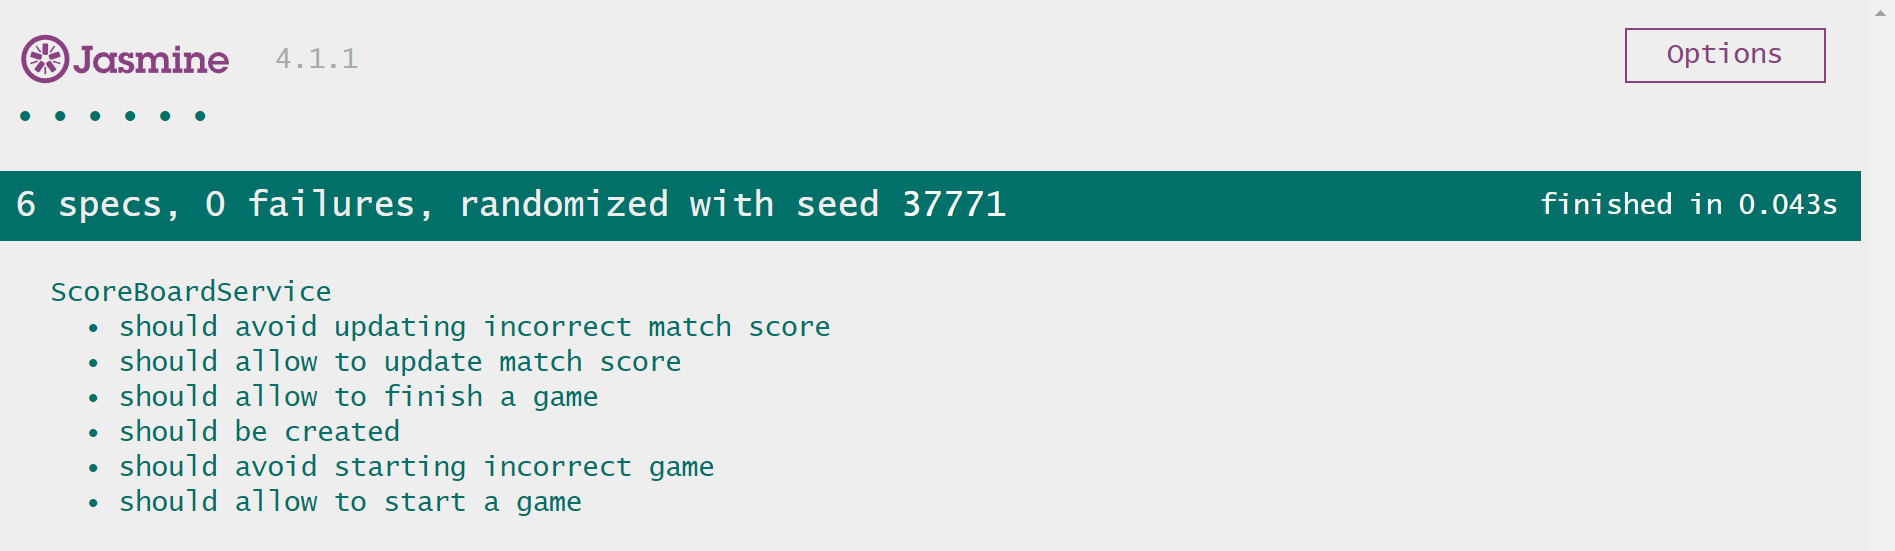 Jasmine 4.1.1 Options
• • • • • •
6 specs, 0 failures, randomized with seed 37771 finished in 0.043s
ScoreBoardService
• should avoid updating incorrect match score
• should allow to update match score
• should allow to finish a game
• should be created
• should avoid starting incorrect game
• should allow to start a game